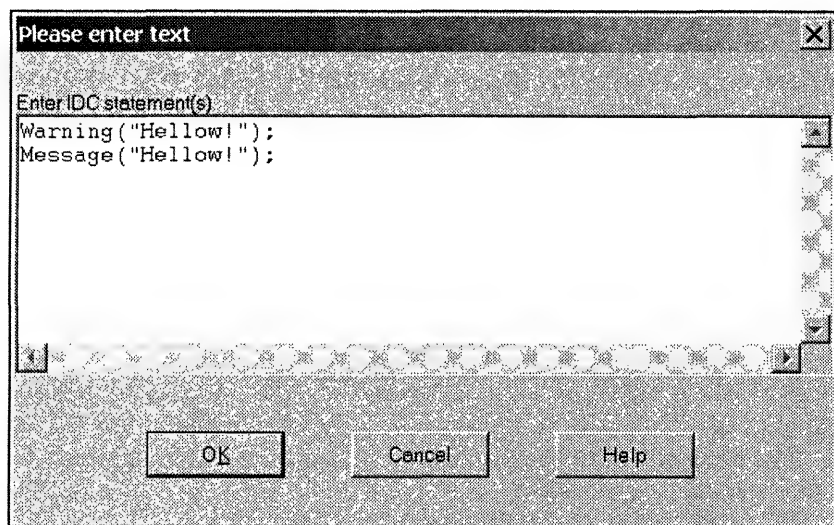 Please enter text
Enter IDC statement(s)
Warning("Hellow!");
Message("Hellow!");
OK
Cancel
Help